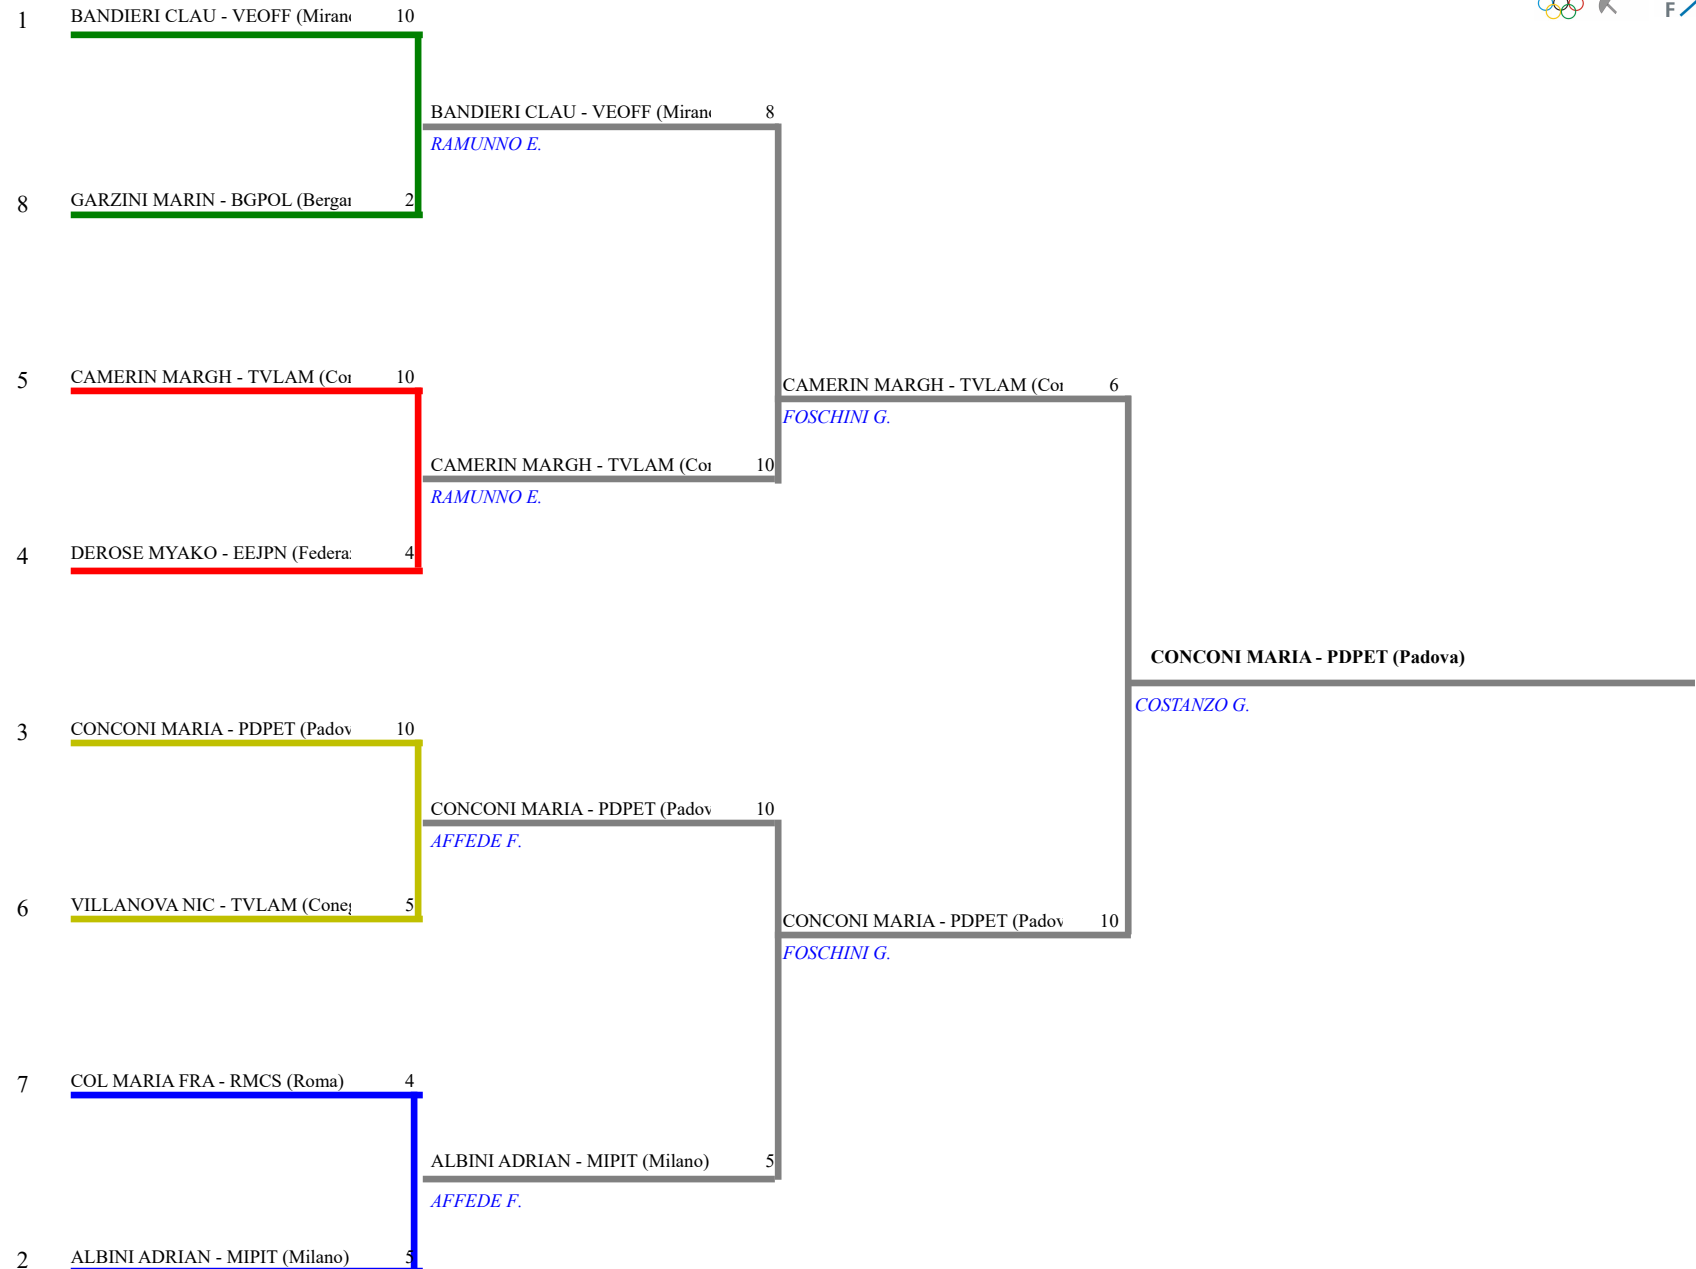 1 BANDIERI CLAU - VEOFF (Miran 10
F
BANDIERI CLAU - VEOFF (Miran 8
RAMUNNO E.
8 GARZINI MARIN - BGPOL (Berga 2
5 CAMERIN MARGH - TVLAM (Co 10
CAMERIN MARGH - TVLAM (Co 6
FOSCHINI G.
CAMERIN MARGH - TVLAM (Co 10
RAMUNNO E.
4 DEROSE MYAKO - EEJPN (Federa 4
CONCONI MARIA - PDPET (Padova)
COSTANZO G.
3 CONCONI MARIA - PDPET (Padov 10
CONCONI MARIA - PDPET (Padov 10
AFFEDE F.
6 VILLANOVA NIC - TVLAM (Cone 5
CONCONI MARIA - PDPET (Padov 10
FOSCHINI G.
7 COL MARIA FRA - RMCS (Roma) 4
ALBINI ADRIAN - MIPIT (Milano) 5
AFFEDE F.
2 ALBINI ADRIAN - MIPIT (Milano) 5